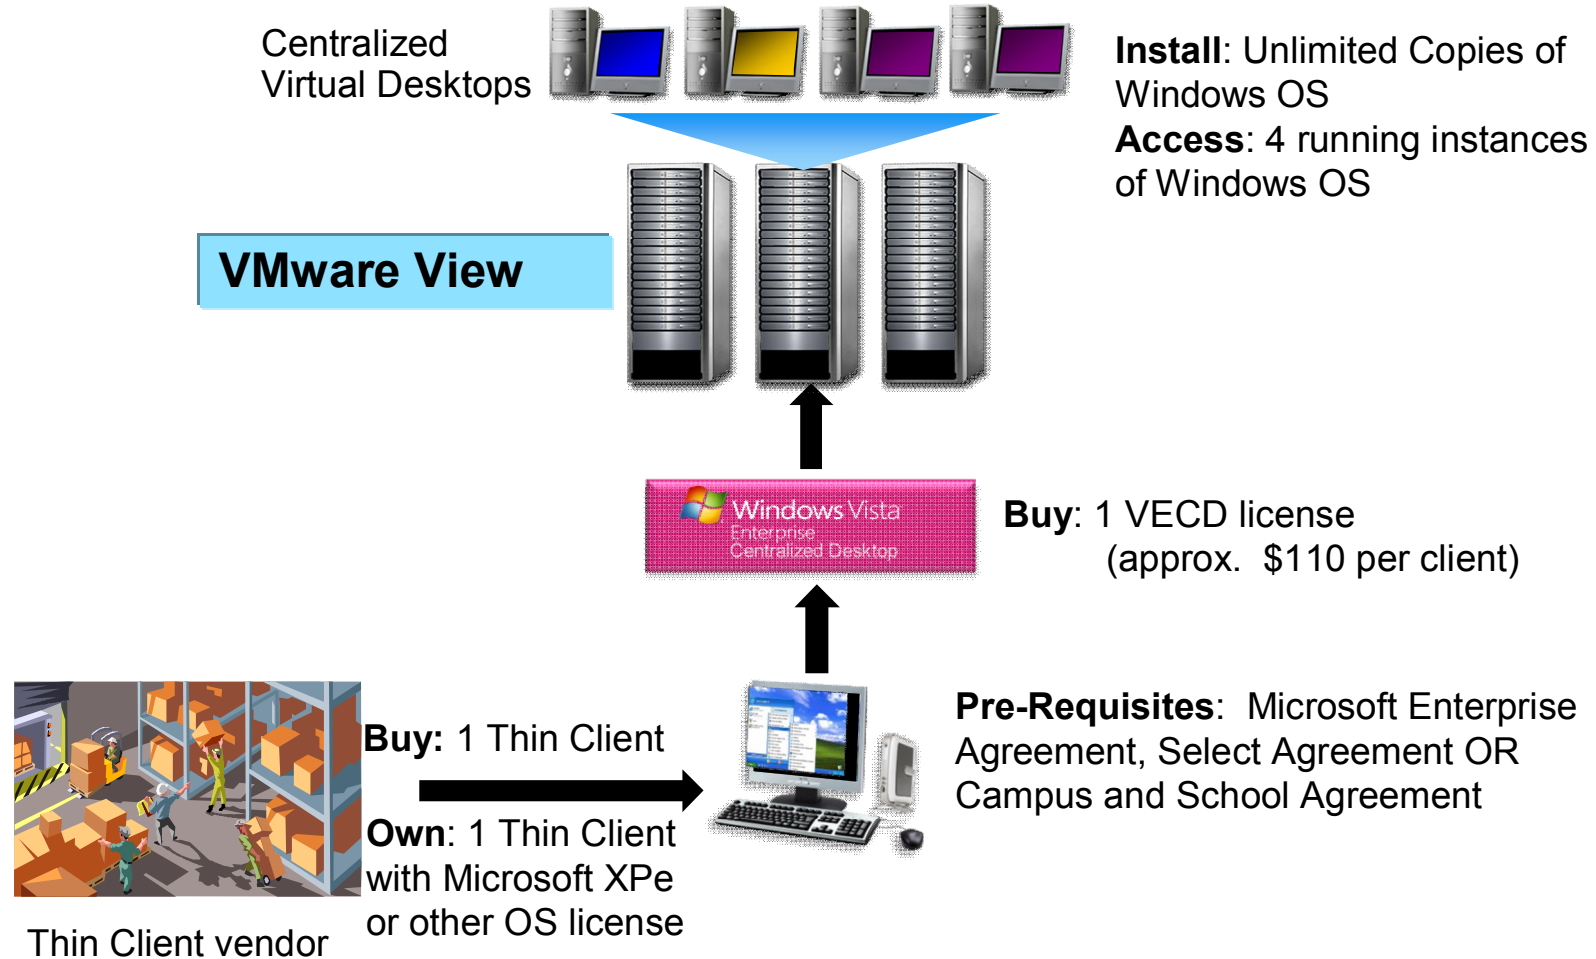 Centralized
Virtual Desktops
Install: Unlimited Copies of
Windows OS
Access: 4 running instances
of Windows OS
VMware View
Windows Vista
Enterprise
Centralized Desktop
Buy: 1 VECD license
(approx. $110 per client)
Buy: 1 Thin Client
Own: 1 Thin Client
with Microsoft XPe
or other OS license
Pre-Requisites: Microsoft Enterprise
Agreement, Select Agreement OR
Campus and School Agreement
Thin Client vendor